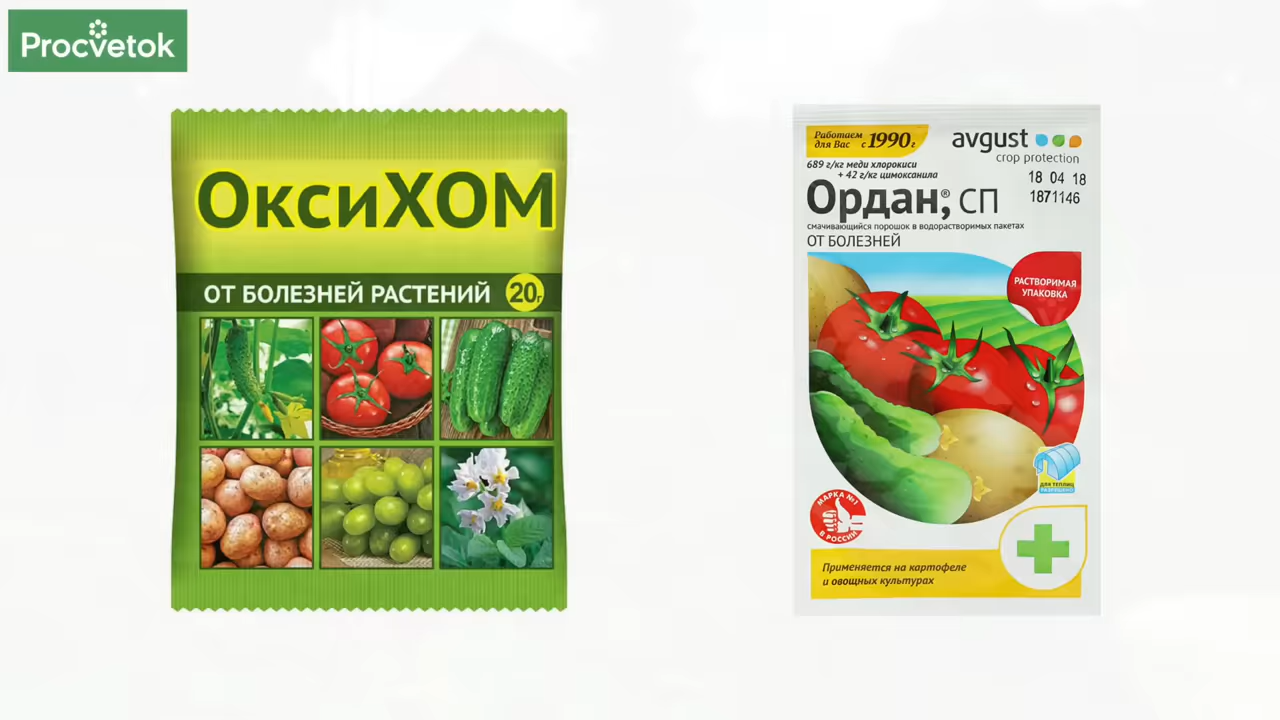 Procvetok
ОксиХОМ
ОТ БОЛЕЗНЕЙ РАСТЕНИЙ 20г
Работаем
для Вас с 1990г
avgust
crop protection
689 г/кг меди хлорокиси
+ 42 г/кг цимоксанила
18 04 18
1871146
Ордан®, СП
смачивающийся порошок в водорастворимых пакетах
ОТ БОЛЕЗНЕЙ
РАСТВОРИМАЯ
УПАКОВКА
ДЛЯ ТЕПЛИЦ
РАЗРЕШЕНО
МАРКА №1
В РОССИИ
Применяется на картофеле
и овощных культурах